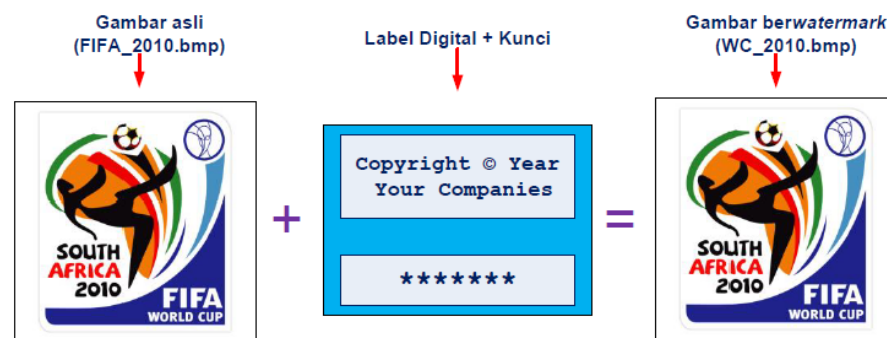 Gambar asli
(FIFA_2010.bmp)
Label Digital + Kunci
Gambar berwatermark
(WC_2010.bmp)
SOUTH
AFRICA
2010
FIFA
WORLD CUP
+
Copyright © Year
Your Companies
*******
=
SOUTH
AFRICA
2010
FIFA
WORLD CUP